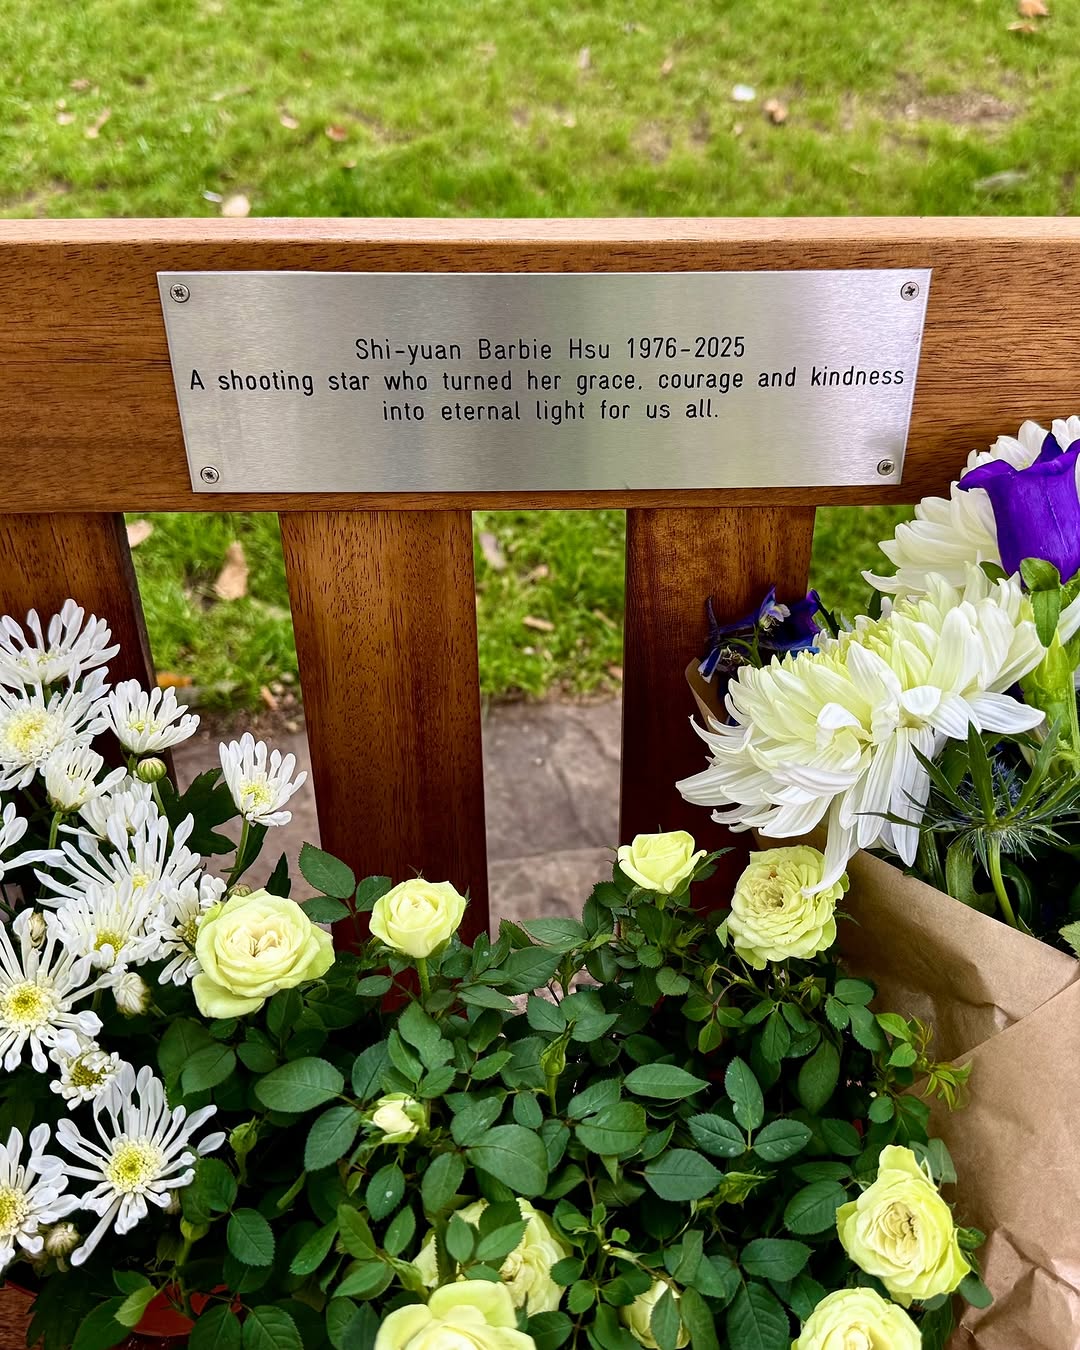 Shi-yuan Barbie Hsu 1976-2025
A shooting star who turned her grace, courage and kindness
into eternal light for us all.